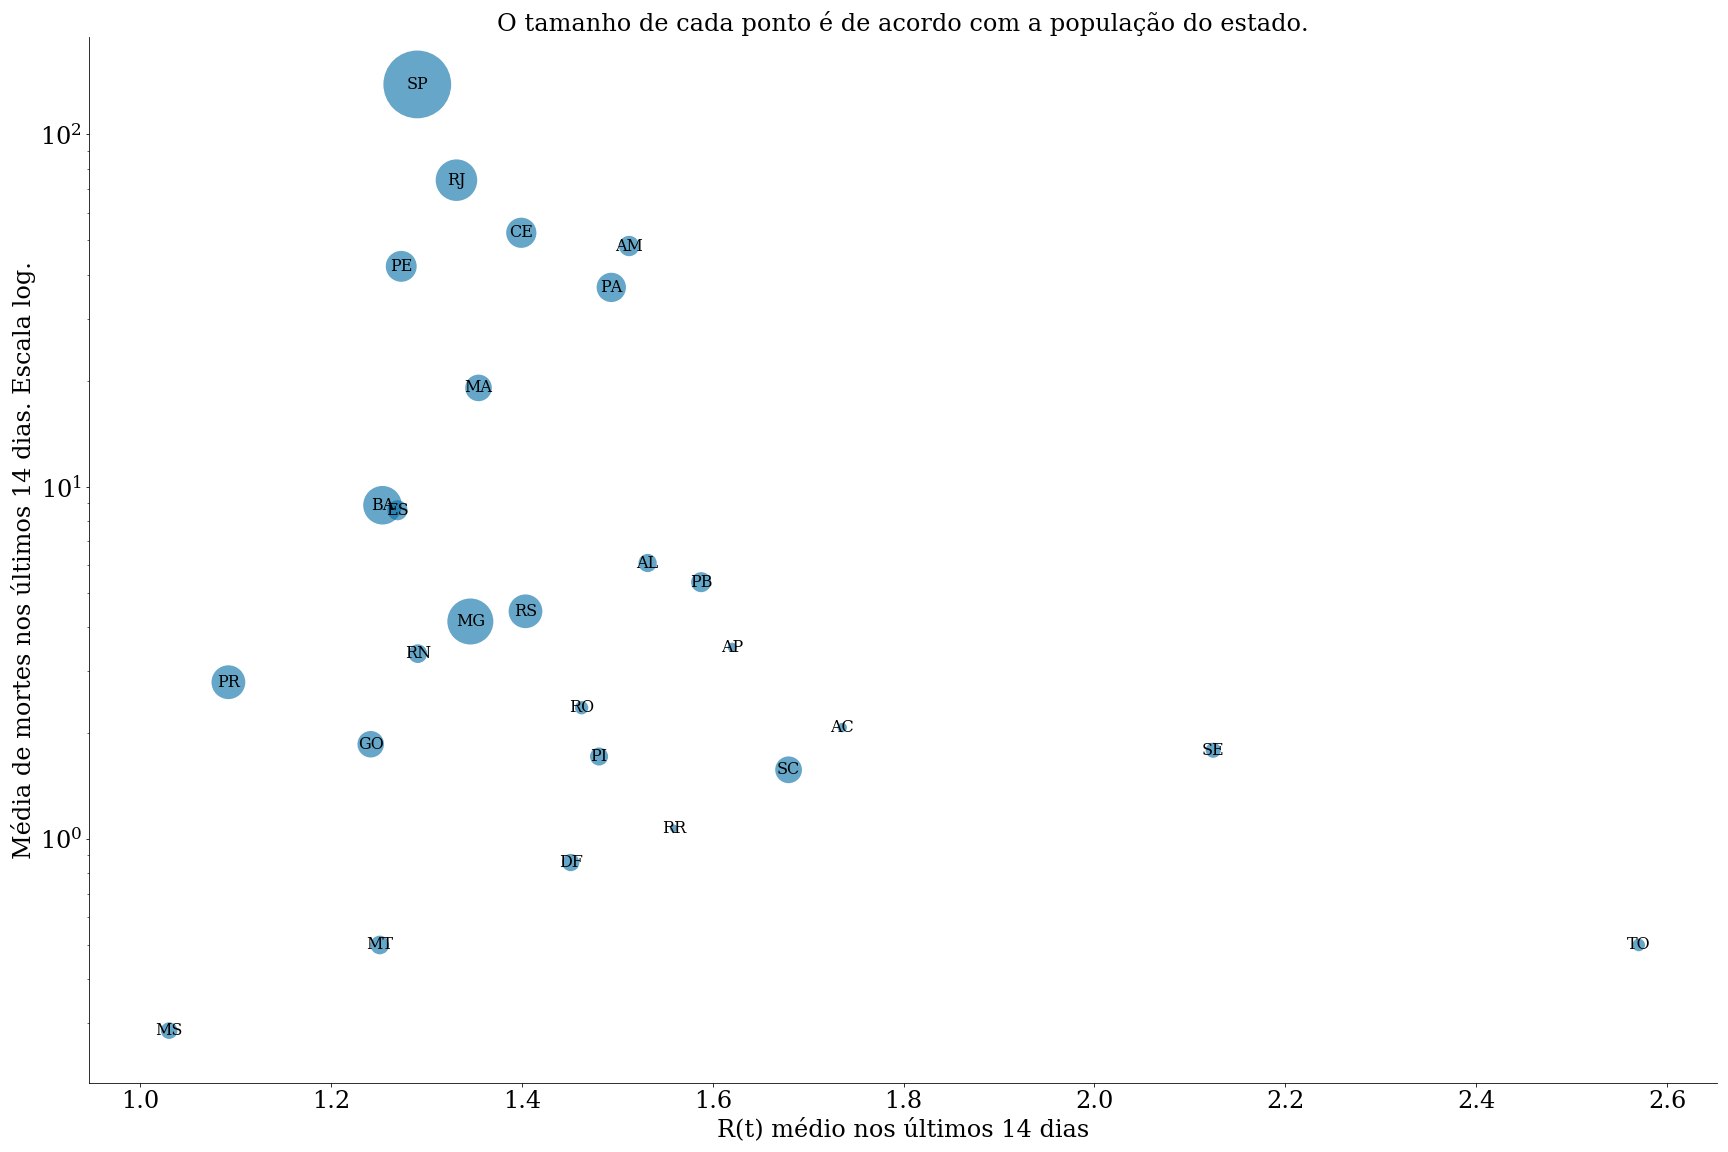 O tamanho de cada ponto é de acordo com a população do estado.
SP
10²
RJ
CE
AM
PE
PA
MA
10¹
BA
ES
AL
PB
RS
MG
AP
RN
PR
RO
AC
GO
SE
PI
SC
RR
10⁰
DF
MT
TO
MS
Média de mortes nos últimos 14 dias. Escala log.
1.0 1.2 1.4 1.6 1.8 2.0 2.2 2.4 2.6
R(t) médio nos últimos 14 dias